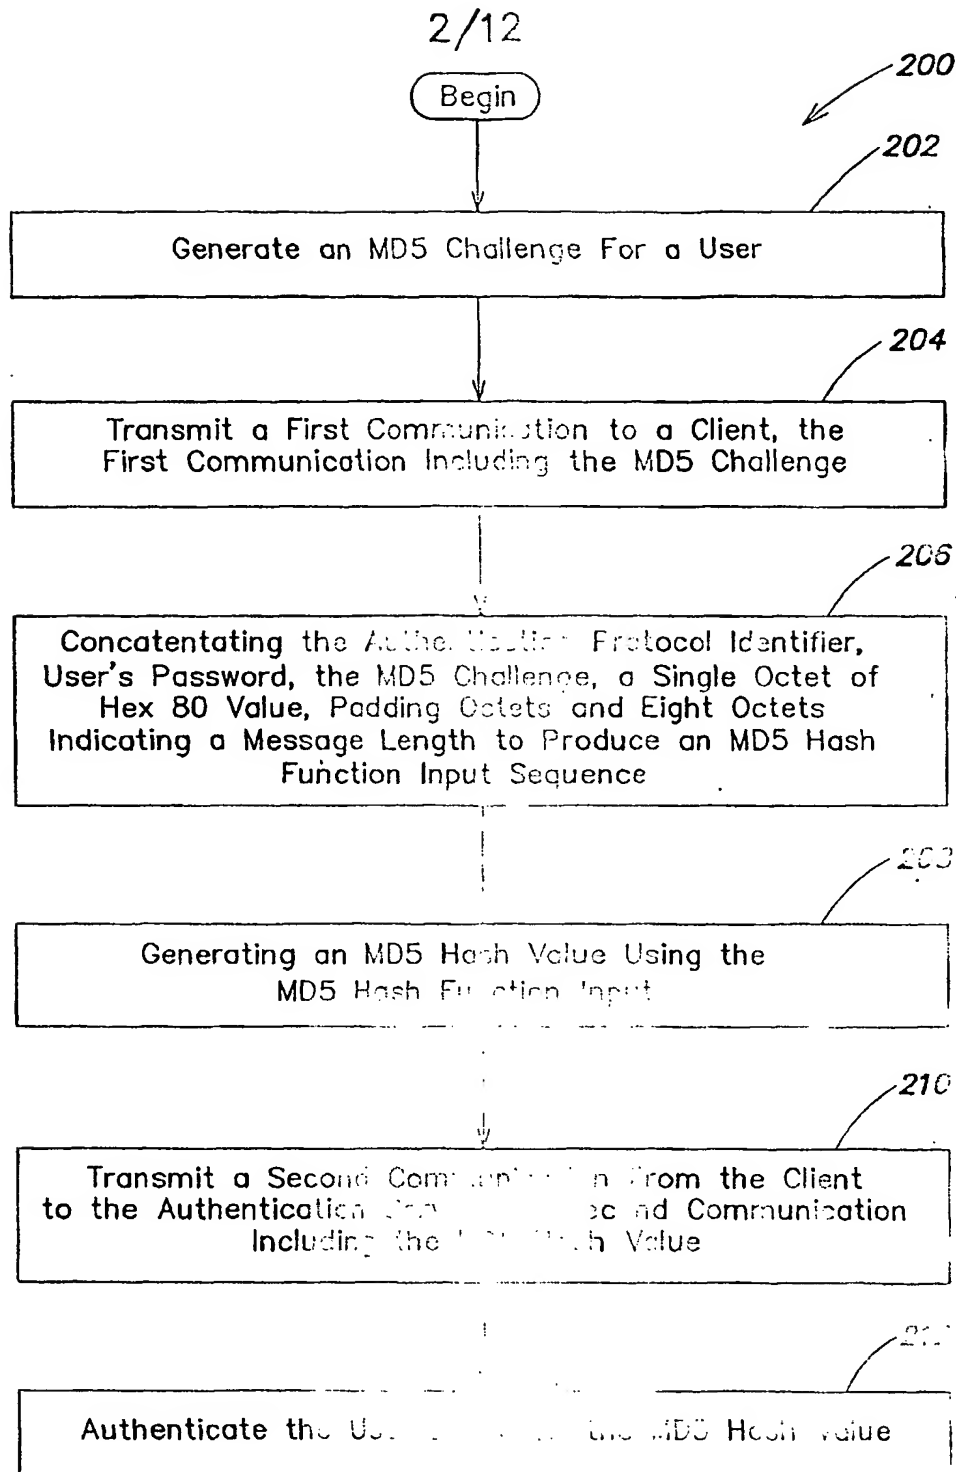 2/12
Begin
200
202
Generate an MD5 Challenge For a User
204
Transmit a First Communication to a Client, the
First Communication Including the MD5 Challenge
206
Concatentating the Protocol Identifier,
User's Password, the MD5 Challenge, a Single Octet of
Hex 80 Value, Padding Octets and Eight Octets
Indicating a Message Length to Produce an MD5 Hash
Function Input Sequence
Generating an MD5 Hash Value Using the
MD5 Hash Function Input
210
Transmit a Second From the Client
to the Authentication Communication
Including the Value
Authenticate the the MD5 Hash Value